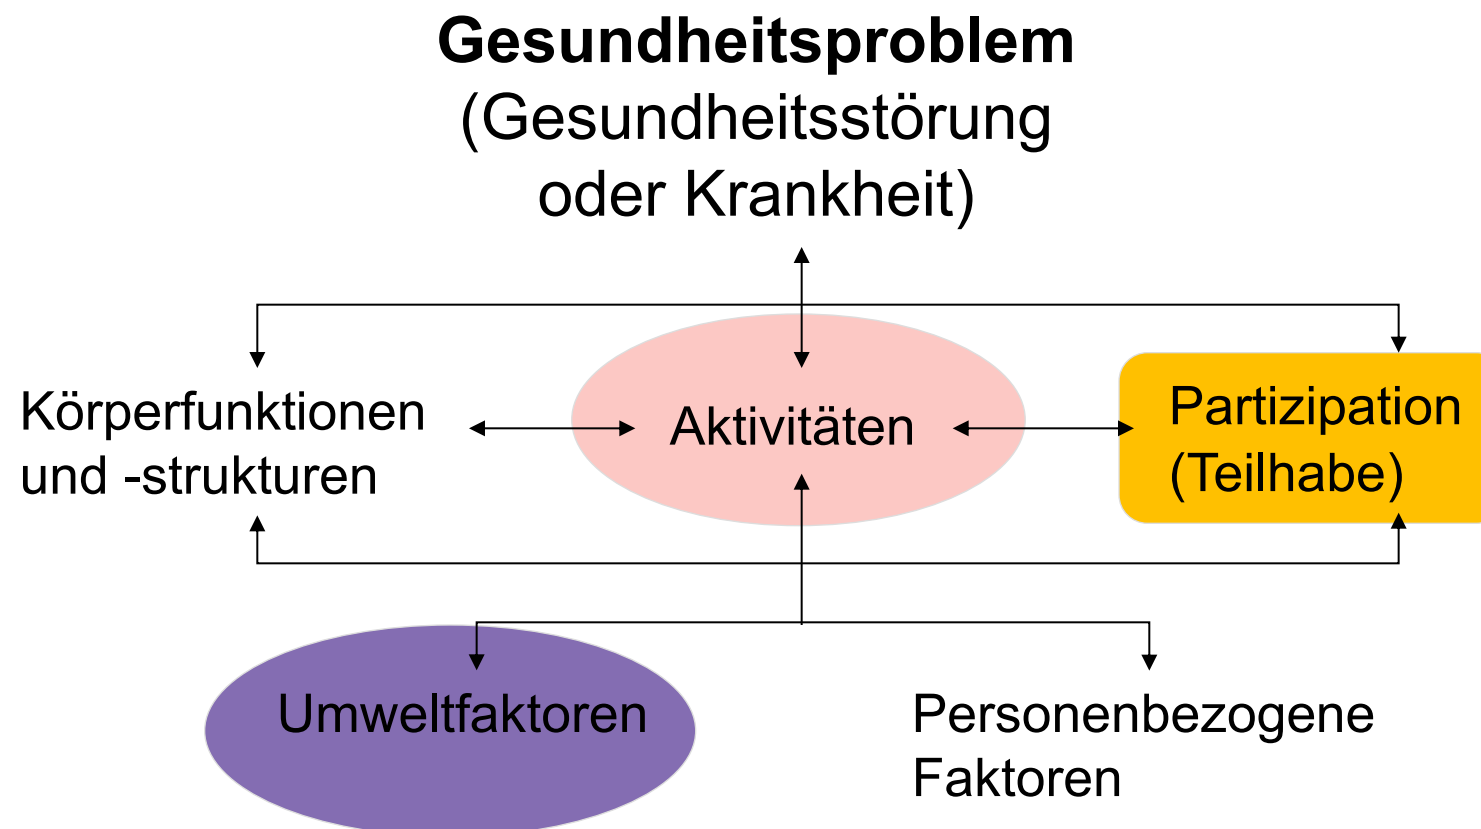 Gesundheitsproblem
(Gesundheitsstörung
oder Krankheit)
Körperfunktionen
und -strukturen
Aktivitäten
Partizipation
(Teilhabe)
Umweltfaktoren
Personenbezogene
Faktoren